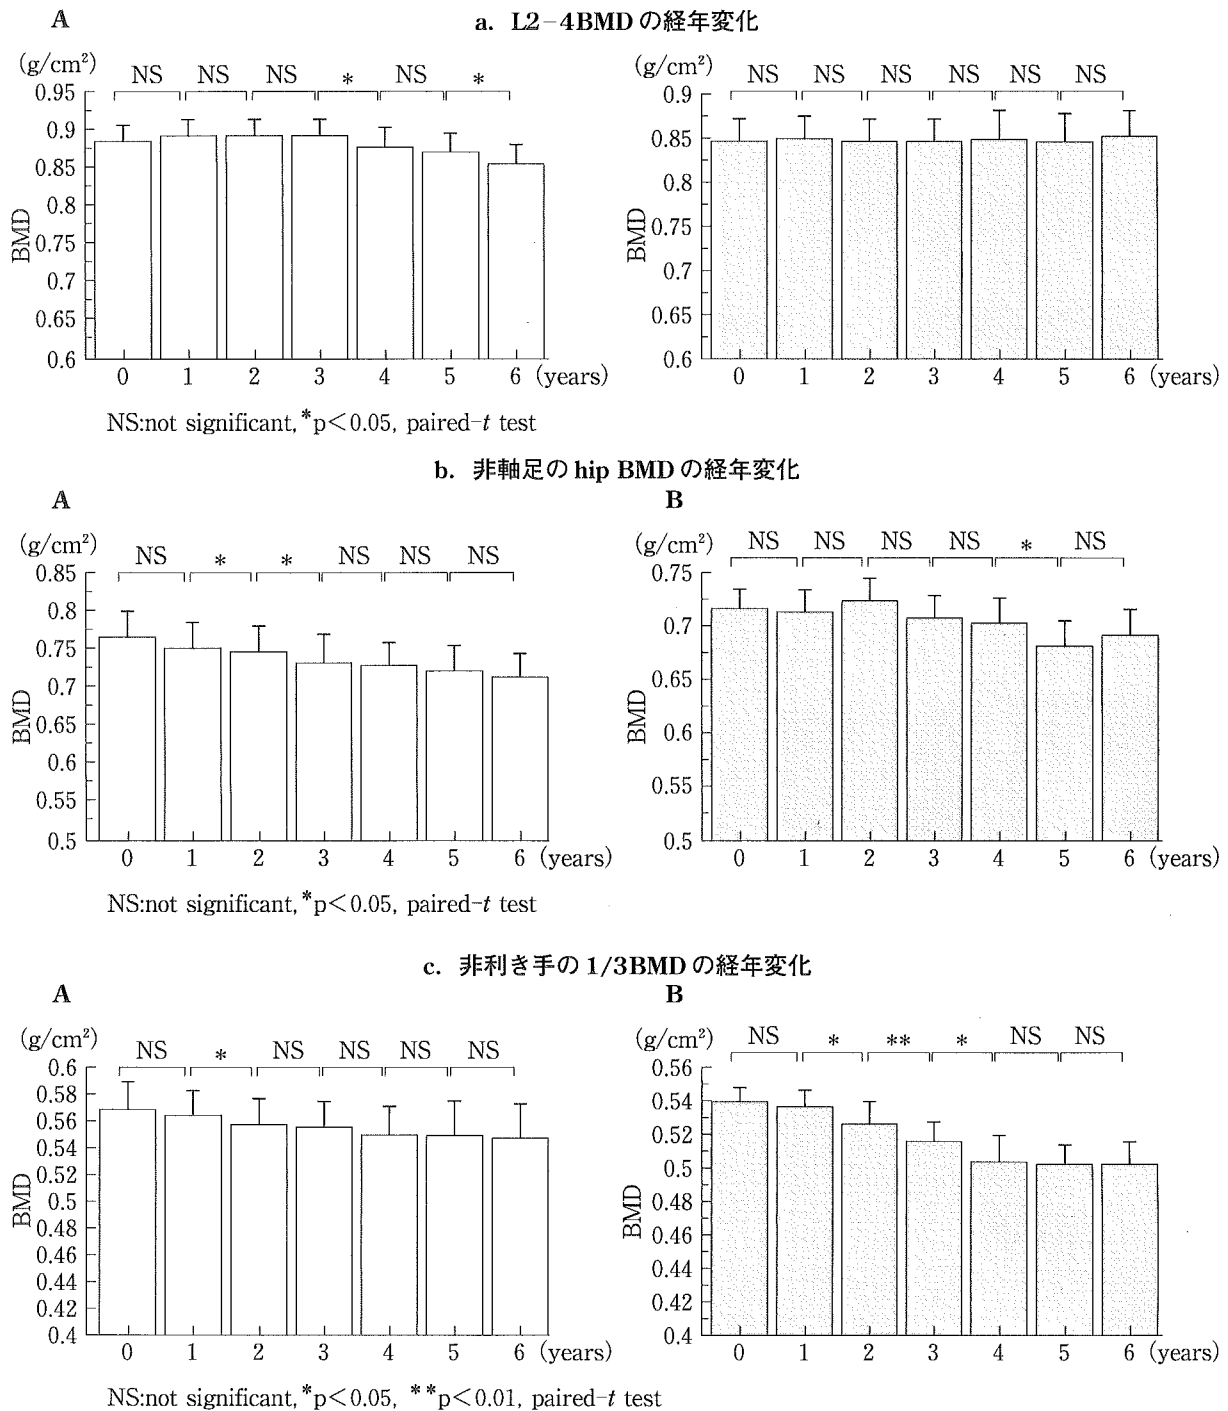 a. L2-4BMDの経年変化
A
(g/cm²)
NS NS NS * NS *
0.95
0.9
0.85
0.8
0.75
0.7
0.65
0.6
BMD
0 1 2 3 4 5 6 (years)
(g/cm²)
NS NS NS NS NS NS
0.9
0.85
0.8
0.75
0.7
0.65
0.6
BMD
0 1 2 3 4 5 6 (years)
NS:not significant,*p<0.05, paired-t test
b. 非軸足のhip BMDの経年変化
A
(g/cm²)
NS * * NS NS NS
0.85
0.8
0.75
0.7
0.65
0.6
0.55
0.5
BMD
0 1 2 3 4 5 6 (years)
B
(g/cm²)
NS NS NS NS * NS
0.75
0.7
0.65
0.6
0.55
0.5
BMD
0 1 2 3 4 5 6 (years)
NS:not significant,*p<0.05, paired-t test
c. 非利き手の1/3BMDの経年変化
A
(g/cm²)
NS * NS NS NS NS
0.6
0.58
0.56
0.54
0.52
0.5
0.48
0.46
0.44
0.42
0.4
BMD
0 1 2 3 4 5 6 (years)
B
(g/cm²)
NS * ** * NS NS
0.56
0.54
0.52
0.5
0.48
0.46
0.44
0.42
0.4
BMD
0 1 2 3 4 5 6 (years)
NS:not significant,*p<0.05, **p<0.01, paired-t test